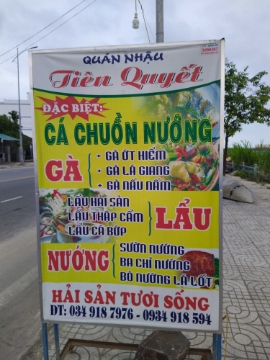 QUÁN NHẬU
Tiên Quyết
ĐẶC BIỆT:
CÁ CHUỒN NƯỚNG
GÀ
• GÀ ỚT HIỂM
• GÀ LÁ GIANG
• GÀ NẤU NẤM
LẨU HẢI SẢN
LẨU THẬP CẨM
LẨU CÁ BỚP
LẨU
NƯỚNG
SƯỜN NƯỚNG
BA CHỈ NƯỚNG
BÒ NƯỚNG LÁ LỐT
HẢI SẢN TƯƠI SỐNG
ĐT: 034 918 7976 - 0934 918 594